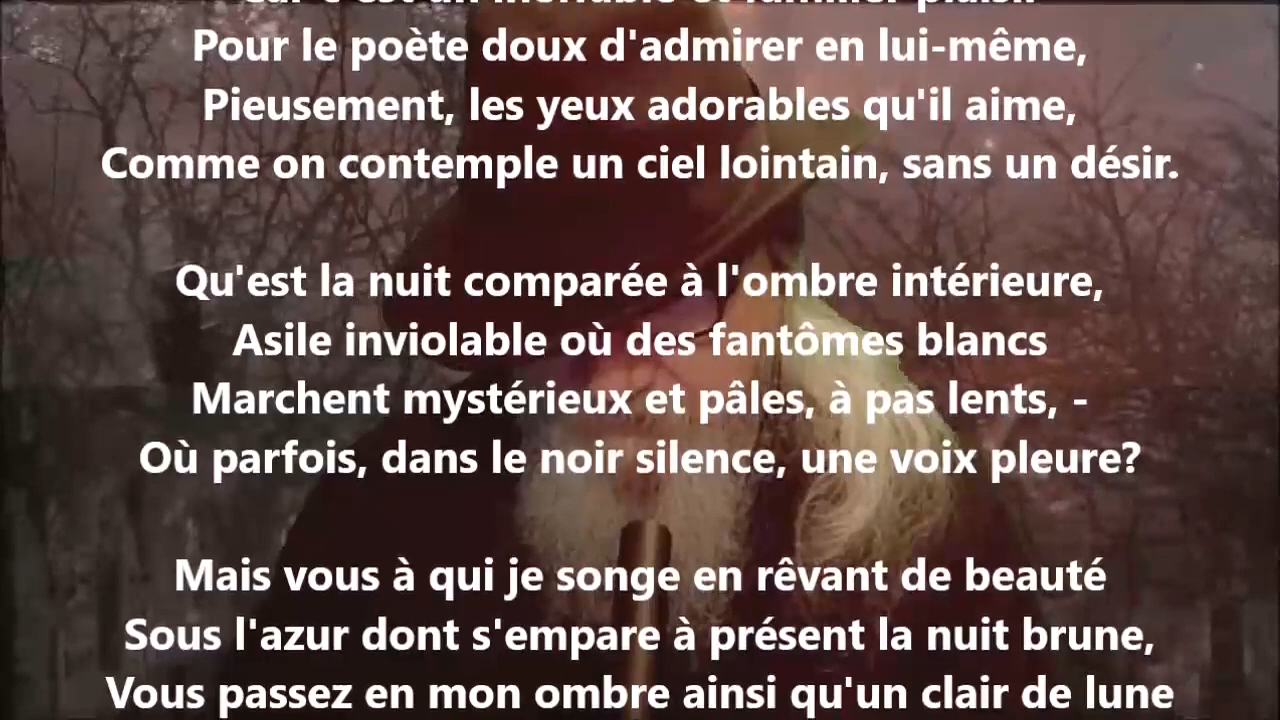 Pour le poète doux d'admirer en lui-même,
Pieusement, les yeux adorables qu'il aime,
Comme on contemple un ciel lointain, sans un désir.
Qu'est la nuit comparée à l'ombre intérieure,
Asile inviolable où des fantômes blancs
Marchent mystérieux et pâles, à pas lents, -
Où parfois, dans le noir silence, une voix pleure?
Mais vous à qui je songe en rêvant de beauté
Sous l'azur dont s'empare à présent la nuit brune,
Vous passez en mon ombre ainsi qu'un clair de lune